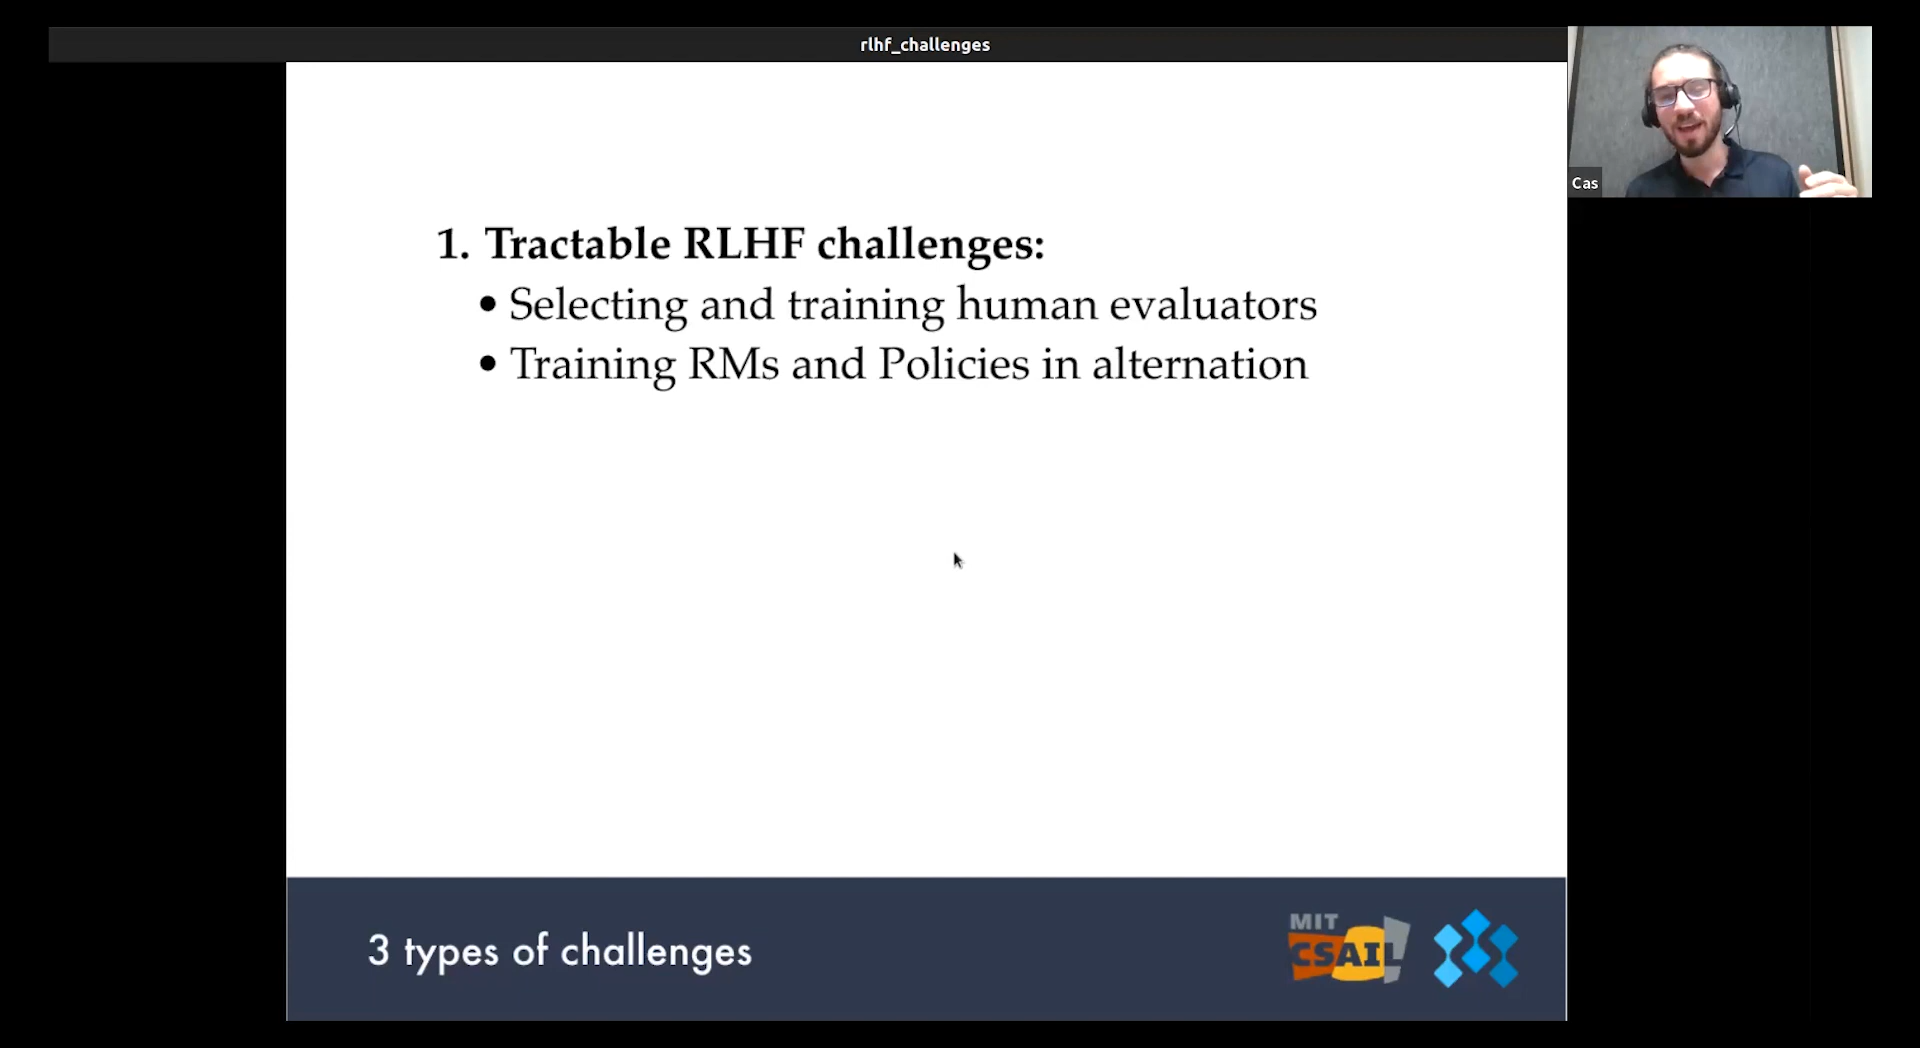 rlhf_challenges
Cas
1. Tractable RLHF challenges:
• Selecting and training human evaluators
• Training RMs and Policies in alternation
3 types of challenges
MIT
CSAIL